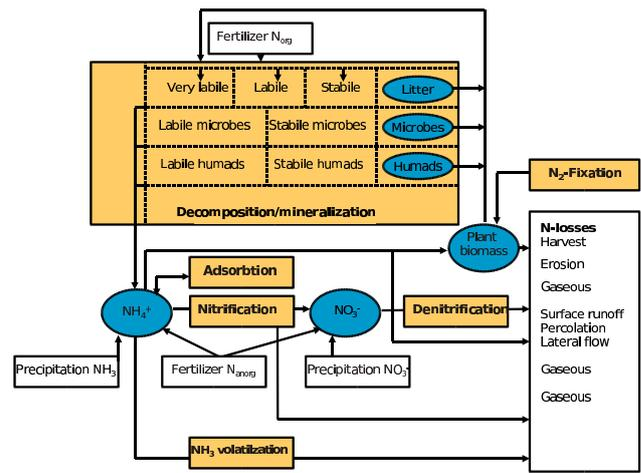 Fertilizer Norg
Very labile
Labile
Stabile
Litter
Labile microbes
Stabile microbes
Microbes
Labile humads
Stabile humads
Humads
Decomposition/mineralization
N2-Fixation
Plant
biomass
N-losses
Harvest
Erosion
Gaseous
Surface runoff
Percolation
Lateral flow
Gaseous
Gaseous
Adsorbtion
NH4+
Nitrification
NO3-
Denitrification
Precipitation NH3
Fertilizer Nanorg
Precipitation NO3-
NH3 volatilzation